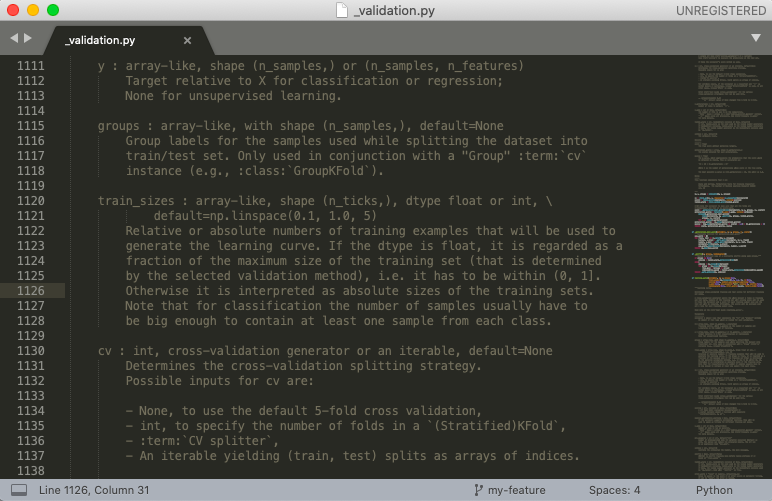 _validation.py
UNREGISTERED
_validation.py ×
1111 y : array-like, shape (n_samples,) or (n_samples, n_features)
1112 Target relative to X for classification or regression;
1113 None for unsupervised learning.
1114
1115 groups : array-like, with shape (n_samples,), default=None
1116 Group labels for the samples used while splitting the dataset into
1117 train/test set. Only used in conjunction with a "Group" :term:`cv`
1118 instance (e.g., :class:`GroupKFold`).
1119
1120 train_sizes : array-like, shape (n_ticks,), dtype float or int, \
1121 default=np.linspace(0.1, 1.0, 5)
1122 Relative or absolute numbers of training examples that will be used to
1123 generate the learning curve. If the dtype is float, it is regarded as a
1124 fraction of the maximum size of the training set (that is determined
1125 by the selected validation method), i.e. it has to be within (0, 1].
1126 Otherwise it is interpreted as absolute sizes of the training sets.
1127 Note that for classification the number of samples usually have to
1128 be big enough to contain at least one sample from each class.
1129
1130 cv : int, cross-validation generator or an iterable, default=None
1131 Determines the cross-validation splitting strategy.
1132 Possible inputs for cv are:
1133
1134 - None, to use the default 5-fold cross validation,
1135 - int, to specify the number of folds in a `(Stratified)KFold`,
1136 - :term:`CV splitter`,
1137 - An iterable yielding (train, test) splits as arrays of indices.
1138
Line 1126, Column 31
my-feature
Spaces: 4
Python